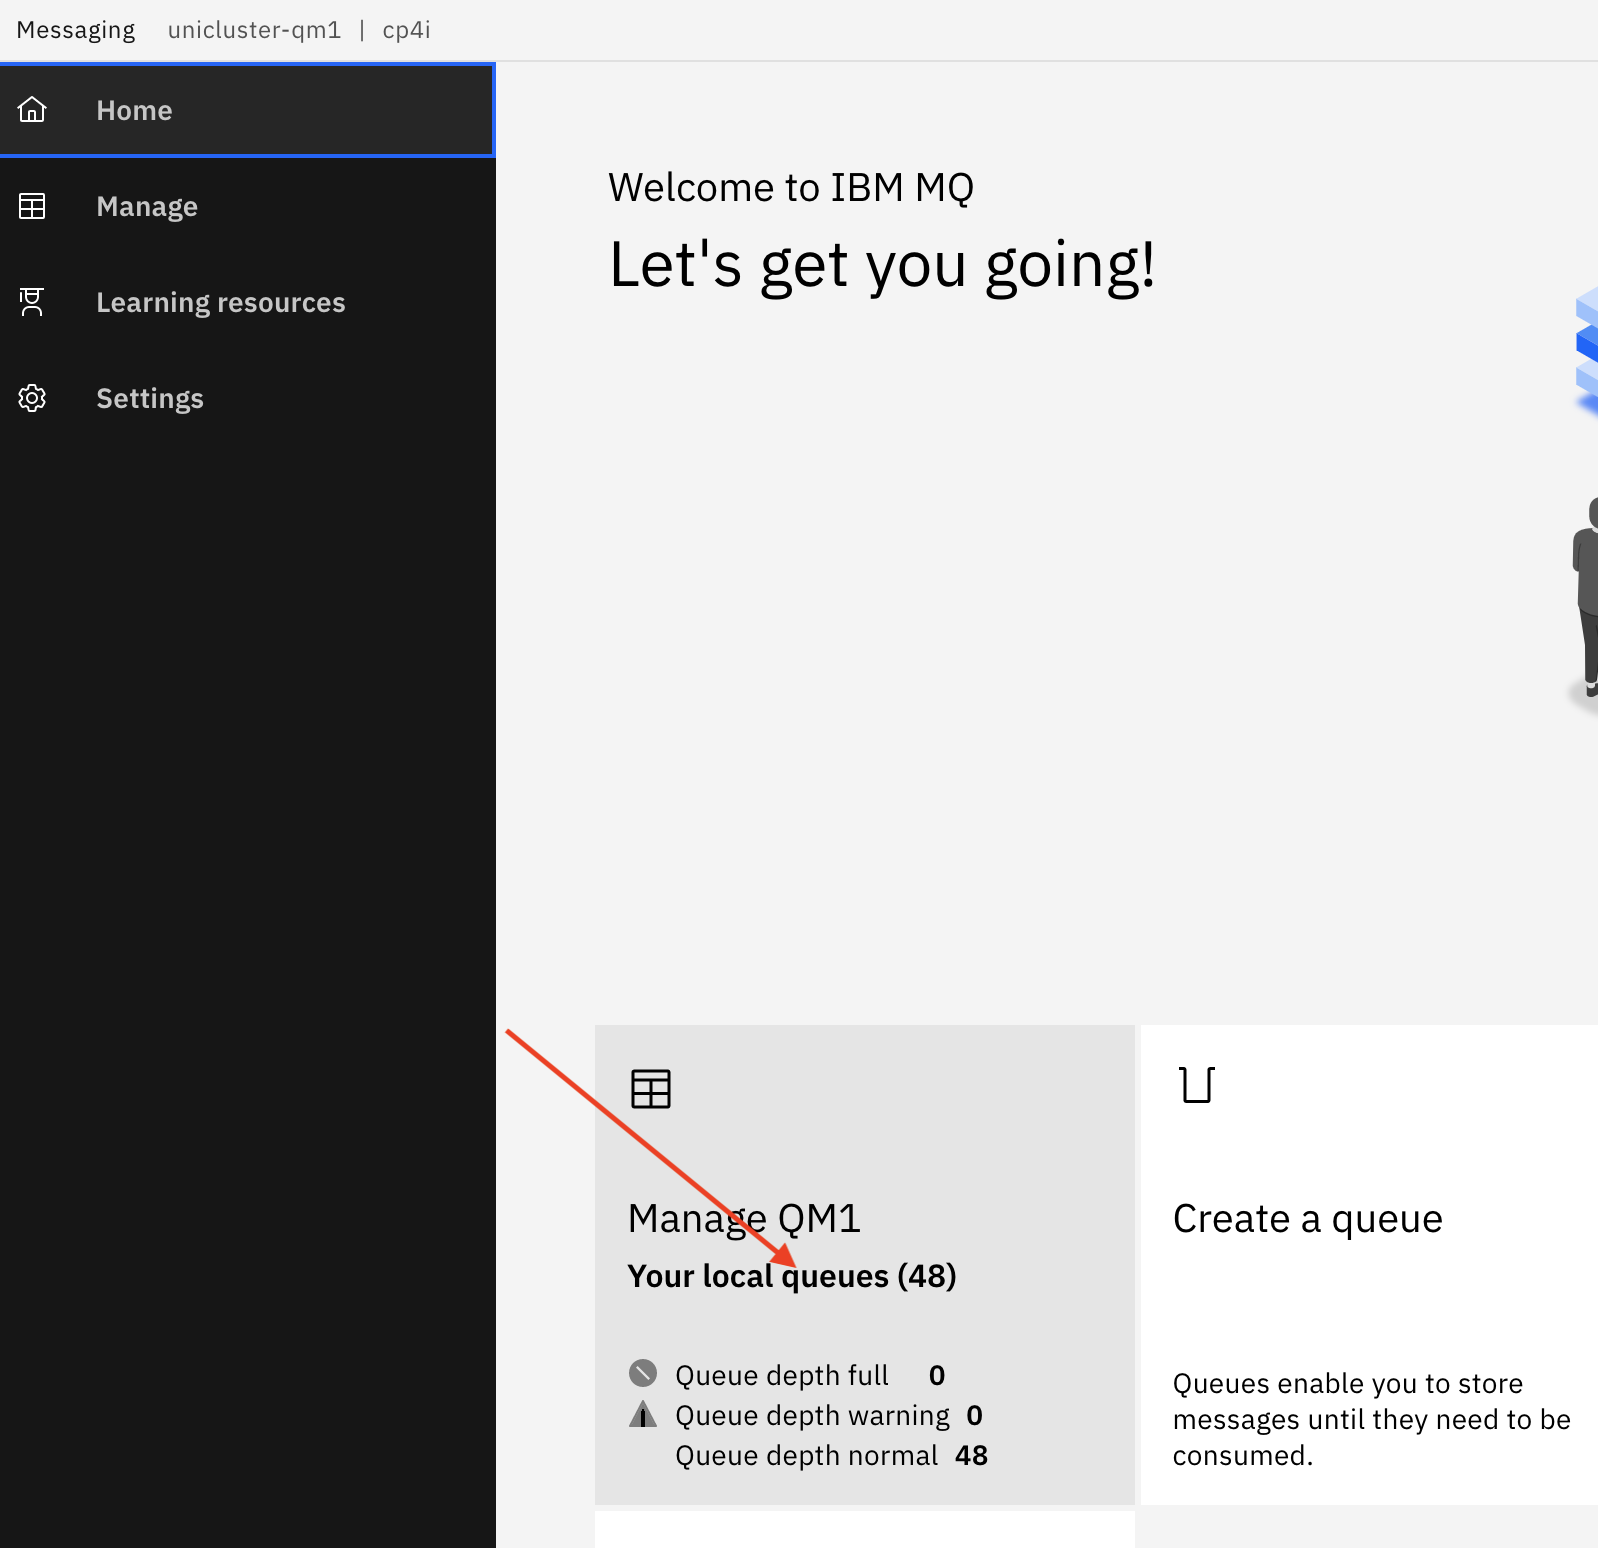 Messaging unicluster-qm1 | cp4i
Home
Manage
Learning resources
Settings
Welcome to IBM MQ
Let's get you going!
Manage QM1
Your local queues (48)
Queue depth full 0
Queue depth warning 0
Queue depth normal 48
Create a queue
Queues enable you to store
messages until they need to be
consumed.